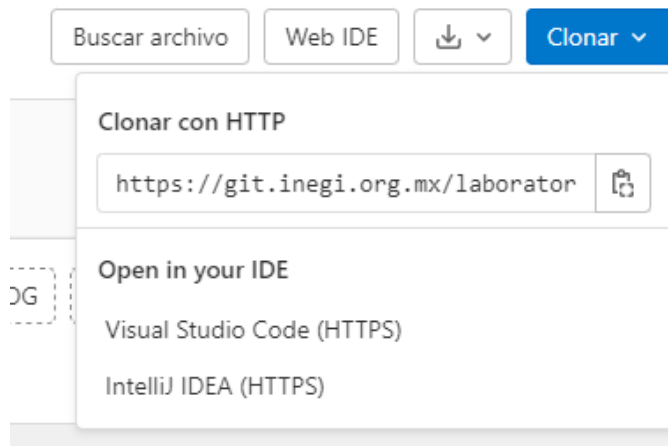 Buscar archivo Web IDE Clonar
Clonar con HTTP
https://git.inegi.org.mx/laborator
Open in your IDE
OG
Visual Studio Code (HTTPS)
IntelliJ IDEA (HTTPS)